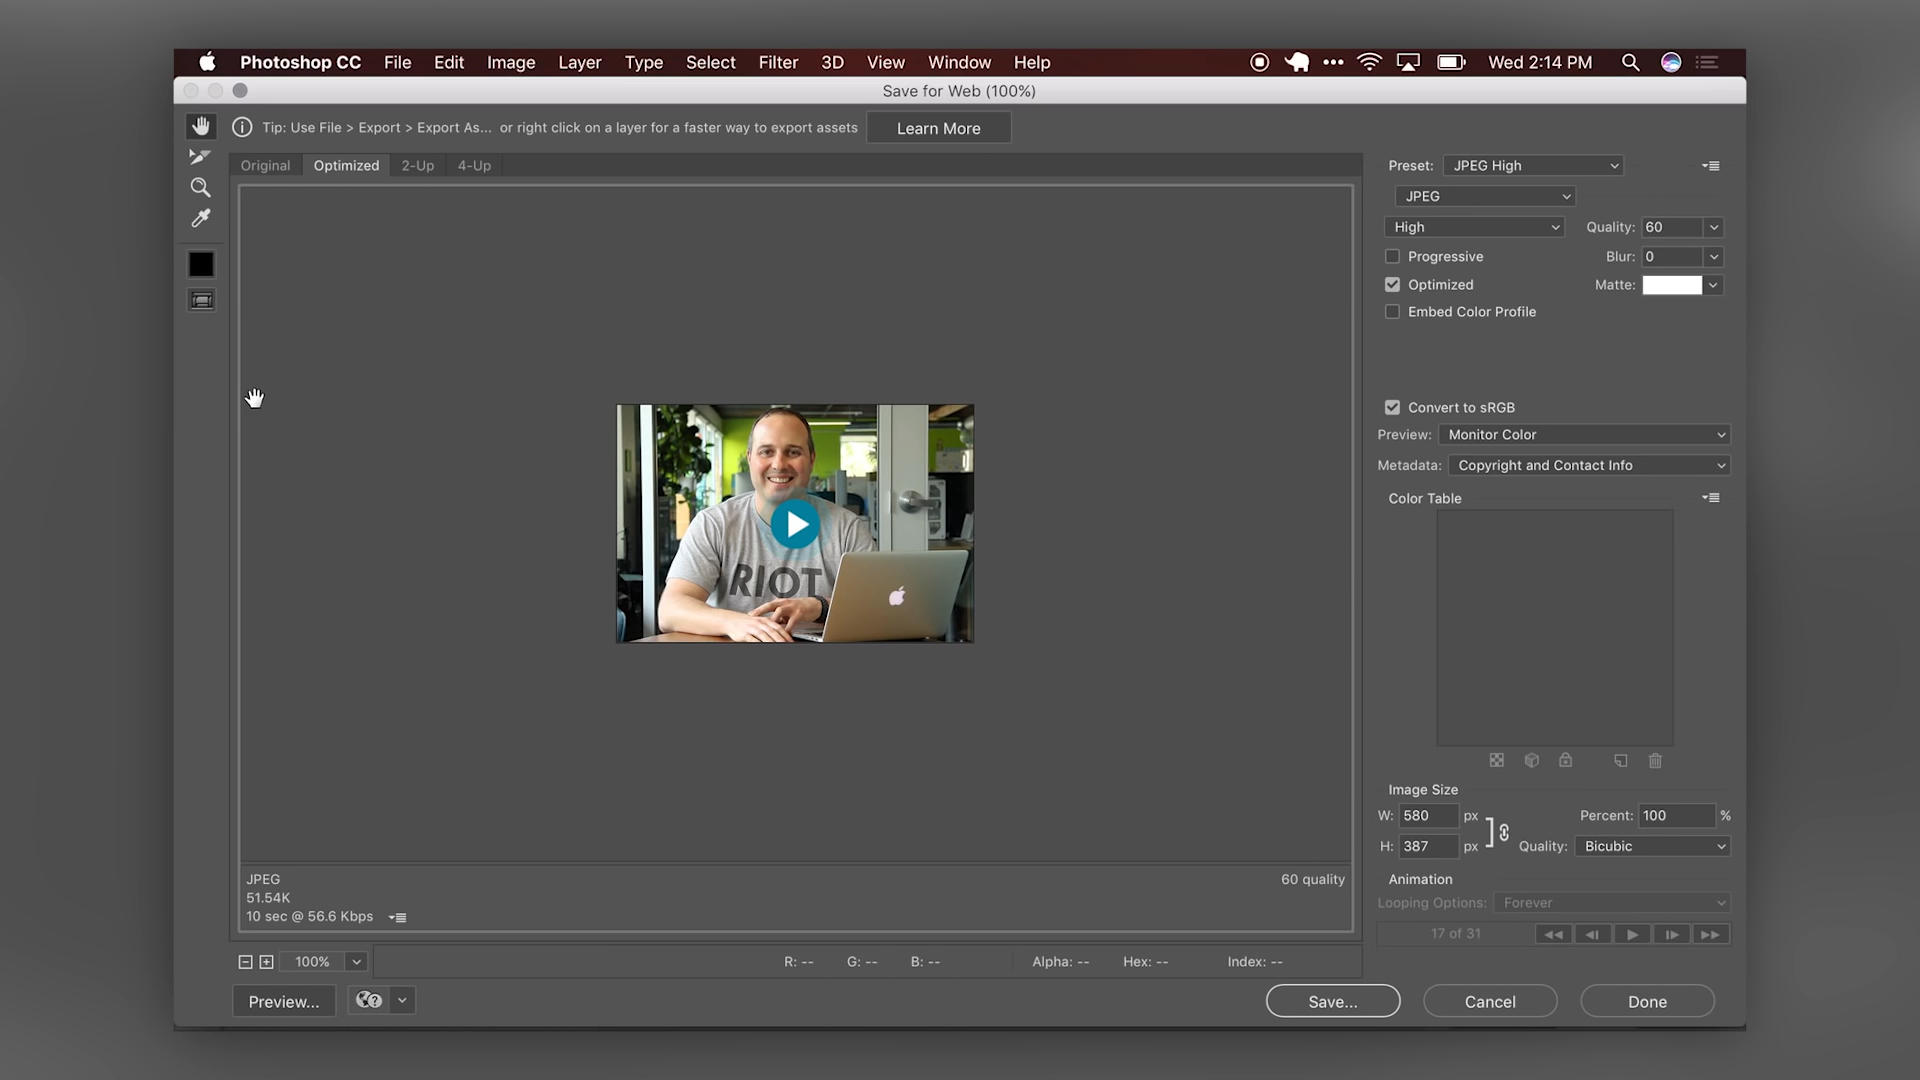 Photoshop CC File Edit Image Layer Type Select Filter 3D View Window Help Wed 2:14 PM
Save for Web (100%)
Tip: Use File > Export > Export As... or right click on a layer for a faster way to export assets Learn More
Original Optimized 2-Up 4-Up
Preset: JPEG High
JPEG
High Quality: 60
Progressive Blur: 0
Optimized Matte:
Embed Color Profile
Convert to sRGB
Preview: Monitor Color
Metadata: Copyright and Contact Info
Color Table
RIOT
Image Size
W: 580 px Percent: 100 %
H: 387 px Quality: Bicubic
Animation
Looping Options: Forever
17 of 31
JPEG 60 quality
51.54K
10 sec @ 56.6 Kbps
100% R: -- G: -- B: -- Alpha: -- Hex: -- Index: --
Preview... Save... Cancel Done